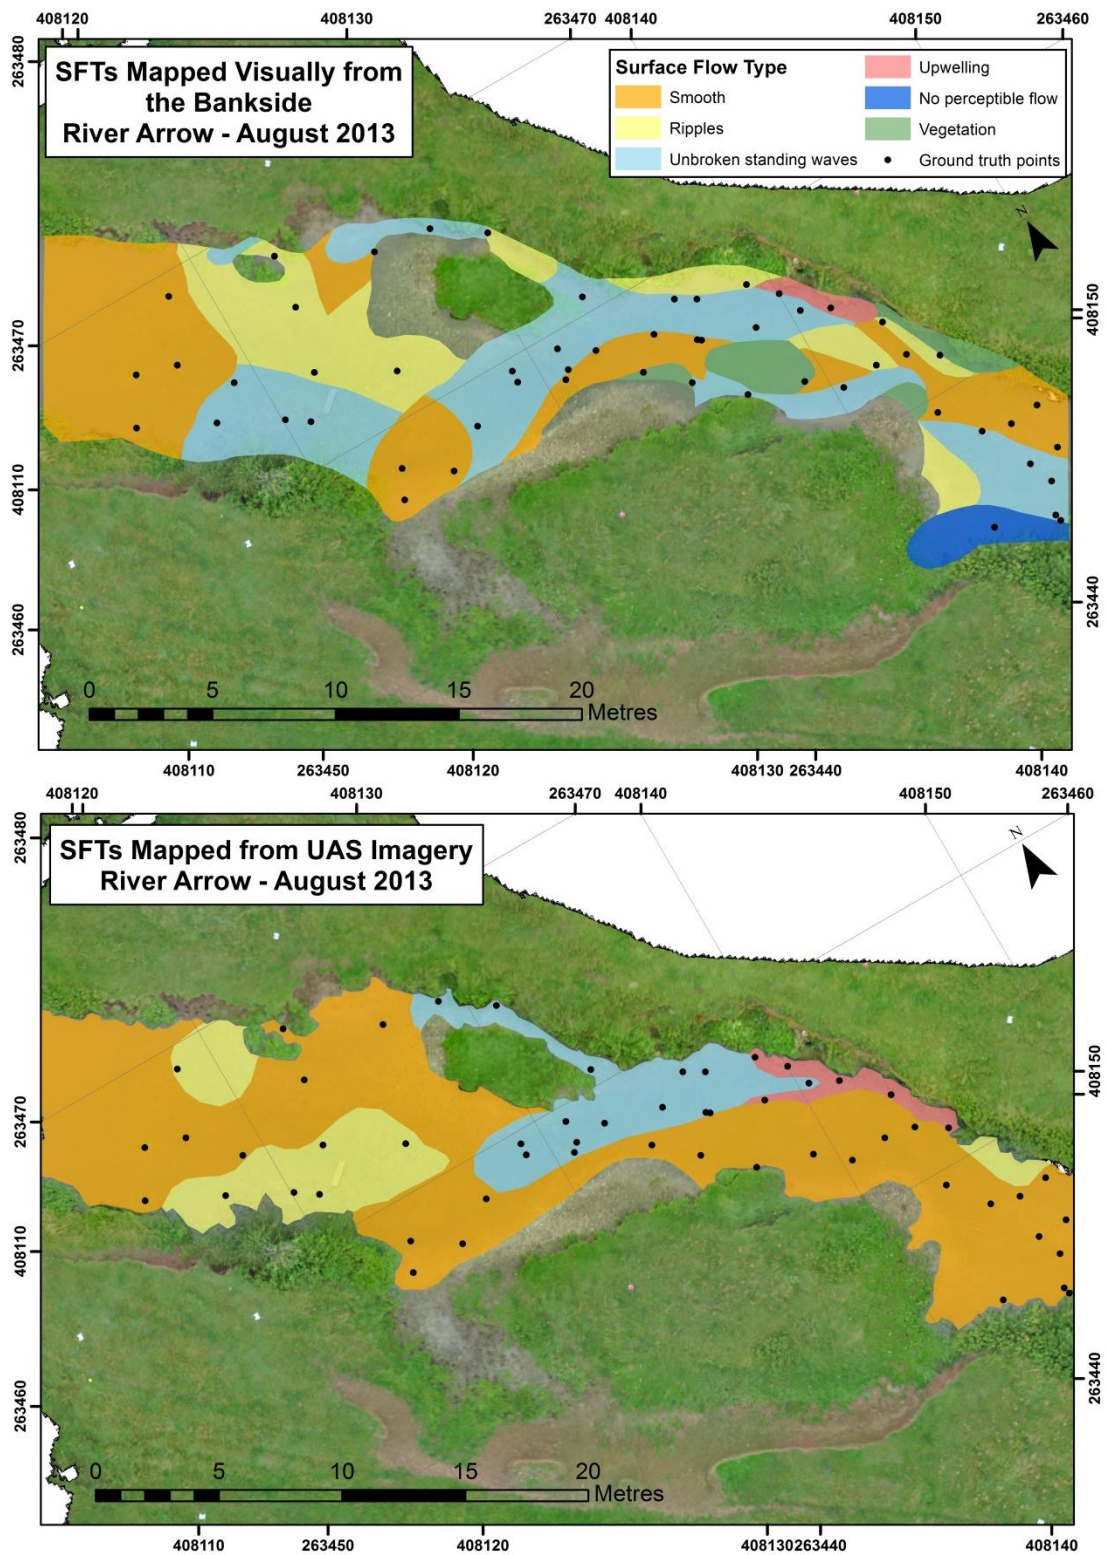 408120 408130 263470 408140 408150 263460
263480
SFTs Mapped Visually from
the Bankside
River Arrow - August 2013
Surface Flow Type
Smooth
Ripples
Unbroken standing waves
Upwelling
No perceptible flow
Vegetation
Ground truth points
N
408150
263470
408110
263460
263440
0 5 10 15 20
Metres
408110 263450 408120 408130 263440 408140
408120 408130 263470 408140 408150 263460
263480
SFTs Mapped from UAS Imagery
River Arrow - August 2013
N
408150
263470
408110
263460
263440
0 5 10 15 20
Metres
408110 263450 408120 408130 263440 408140